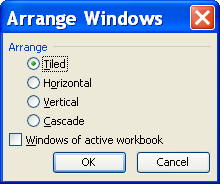 Arrange Windows
Arrange
Tiled
Horizontal
Vertical
Cascade
Windows of active workbook
OK
Cancel